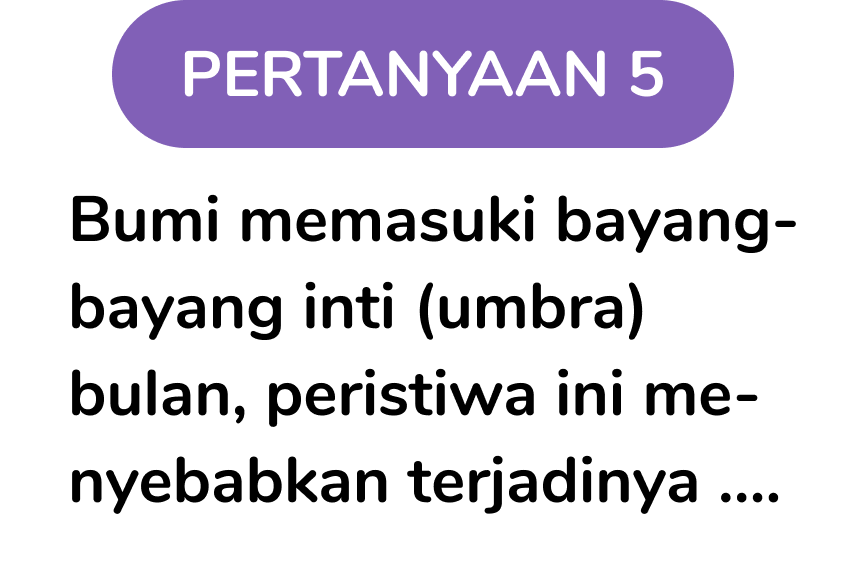 PERTANYAAN 5
Bumi memasuki bayang-
bayang inti (umbra)
bulan, peristiwa ini me-
nyebabkan terjadinya ....